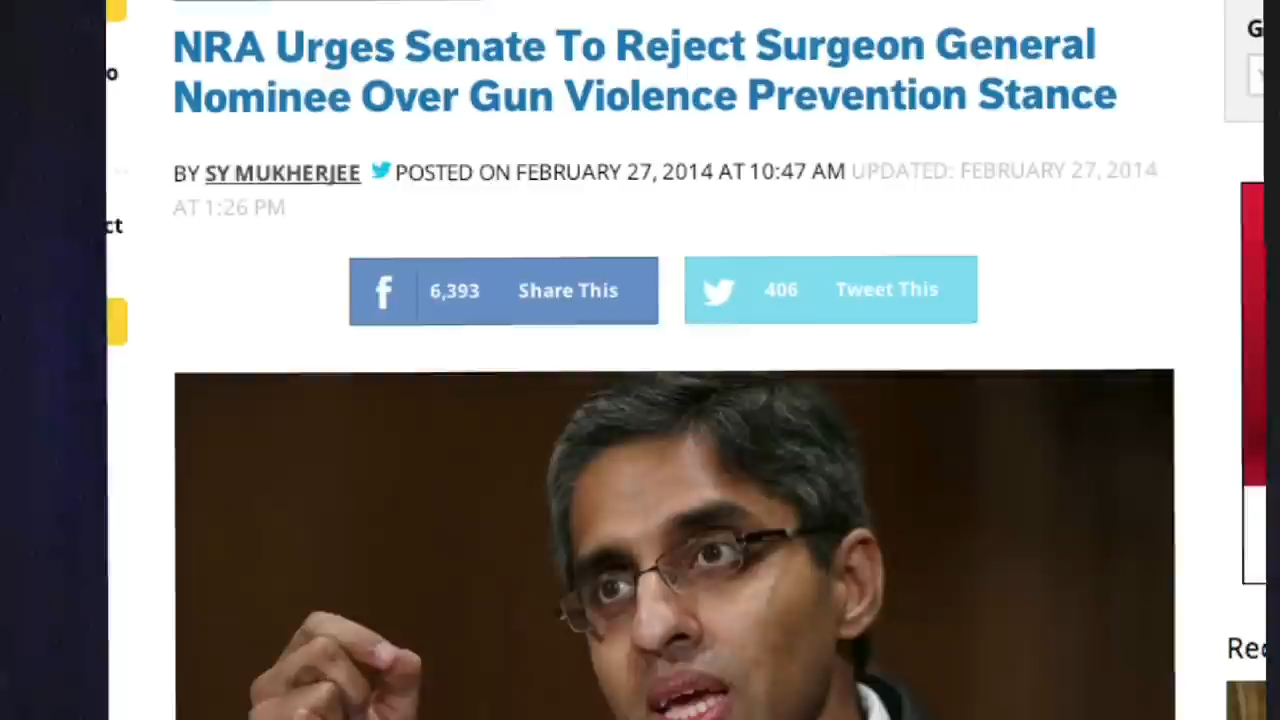 NRA Urges Senate To Reject Surgeon General
Nominee Over Gun Violence Prevention Stance
BY SY MUKHERJEE POSTED ON FEBRUARY 27, 2014 AT 10:47 AM UPDATED: FEBRUARY 27, 2014
AT 1:26 PM
6,393 Share This
406 Tweet This
o
ct
G
Re